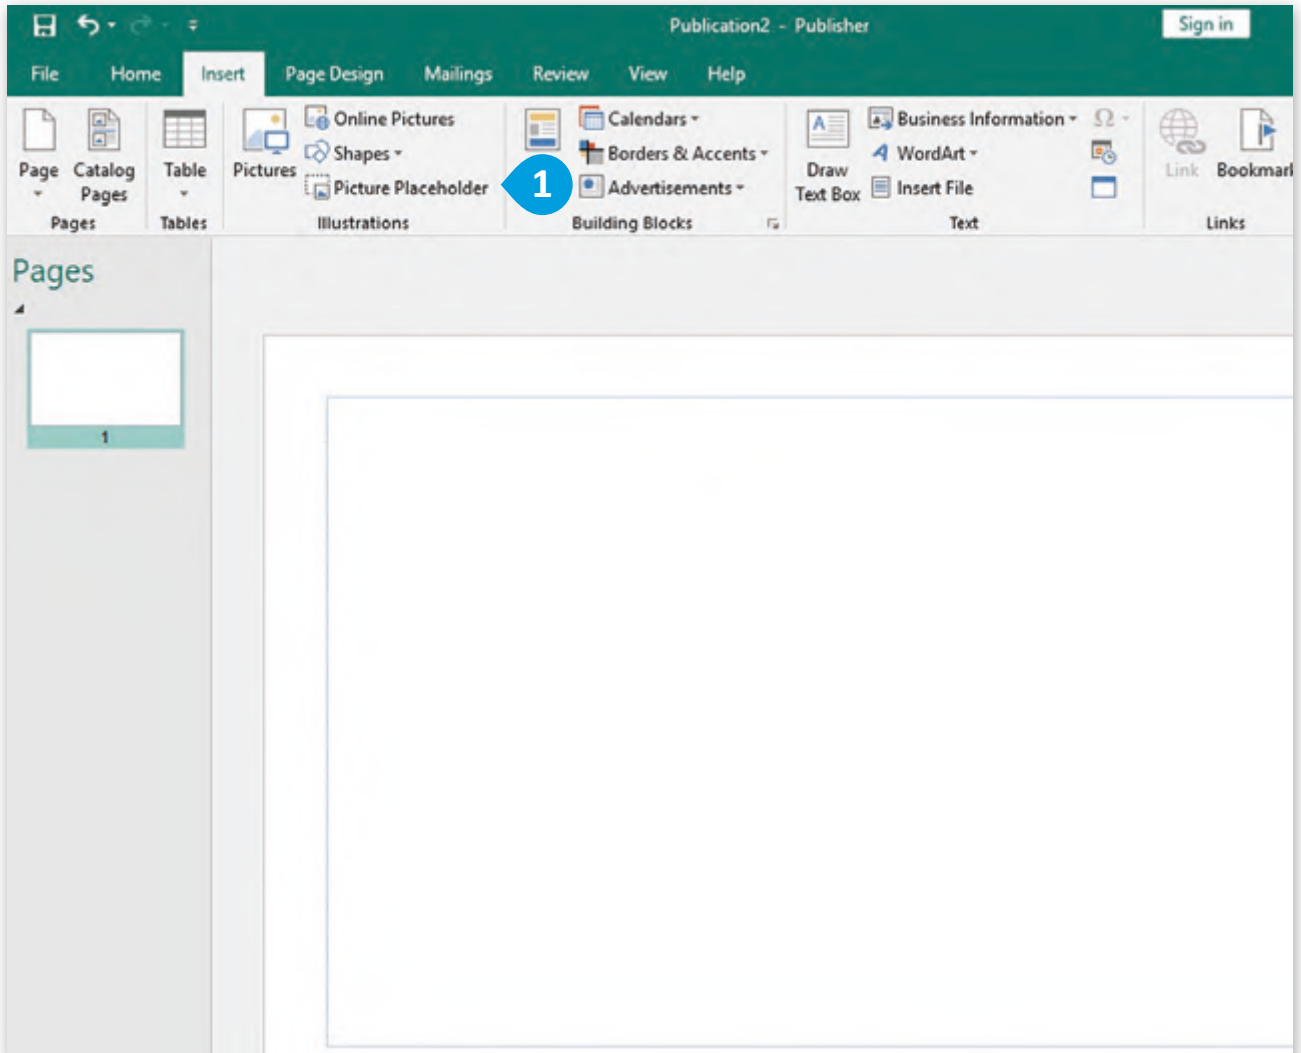 Publication2 - Publisher
Sign in
File Home Insert Page Design Mailings Review View Help
Page
Catalog Pages
Table
Pictures
Online Pictures
Shapes
Picture Placeholder
1
Calendars
Borders & Accents
Advertisements
Draw Text Box
Business Information
WordArt
Insert File
Ω
Link
Bookmark
Pages
Tables
Illustrations
Building Blocks
Text
Links
Pages
1